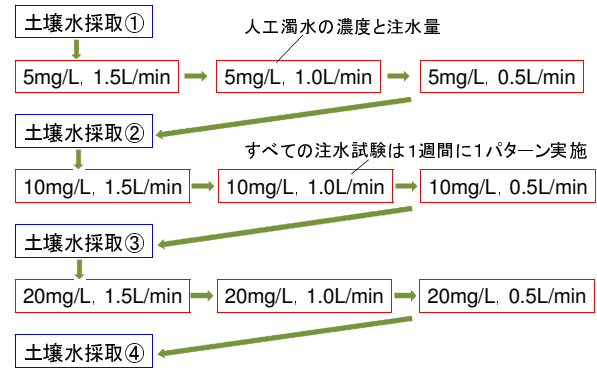 土壌水採取①
人工濁水の濃度と注水量
5mg/L, 1.5L/min
5mg/L, 1.0L/min
5mg/L, 0.5L/min
土壌水採取②
すべての注水試験は1週間に1パターン実施
10mg/L, 1.5L/min
10mg/L, 1.0L/min
10mg/L, 0.5L/min
土壌水採取③
20mg/L, 1.5L/min
20mg/L, 1.0L/min
20mg/L, 0.5L/min
土壌水採取④